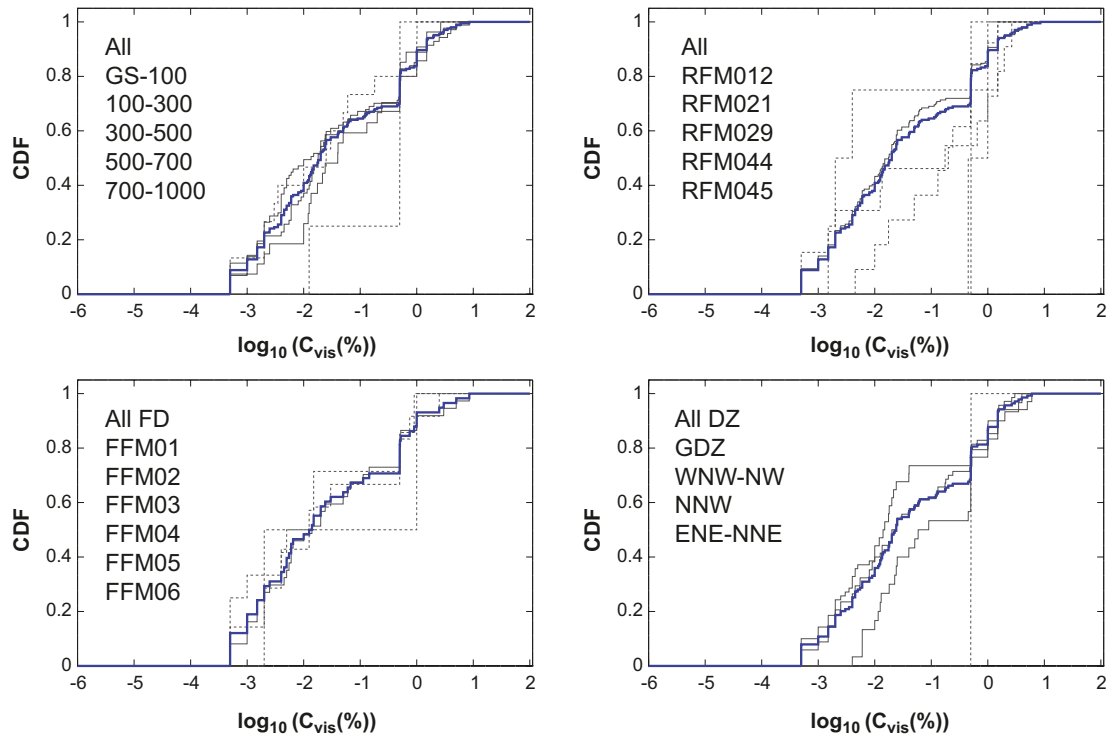 1
0.8
0.6
0.4
0.2
0
CDF
All
GS-100
100-300
300-500
500-700
700-1000
-6 -5 -4 -3 -2 -1 0 1 2
log10 (Cvis(%))
1
0.8
0.6
0.4
0.2
0
CDF
All
RFM012
RFM021
RFM029
RFM044
RFM045
-6 -5 -4 -3 -2 -1 0 1 2
log10 (Cvis(%))
1
0.8
0.6
0.4
0.2
0
CDF
All FD
FFM01
FFM02
FFM03
FFM04
FFM05
FFM06
-6 -5 -4 -3 -2 -1 0 1 2
log10 (Cvis(%))
1
0.8
0.6
0.4
0.2
0
CDF
All DZ
GDZ
WNW-NW
NNW
ENE-NNE
-6 -5 -4 -3 -2 -1 0 1 2
log10 (Cvis(%))